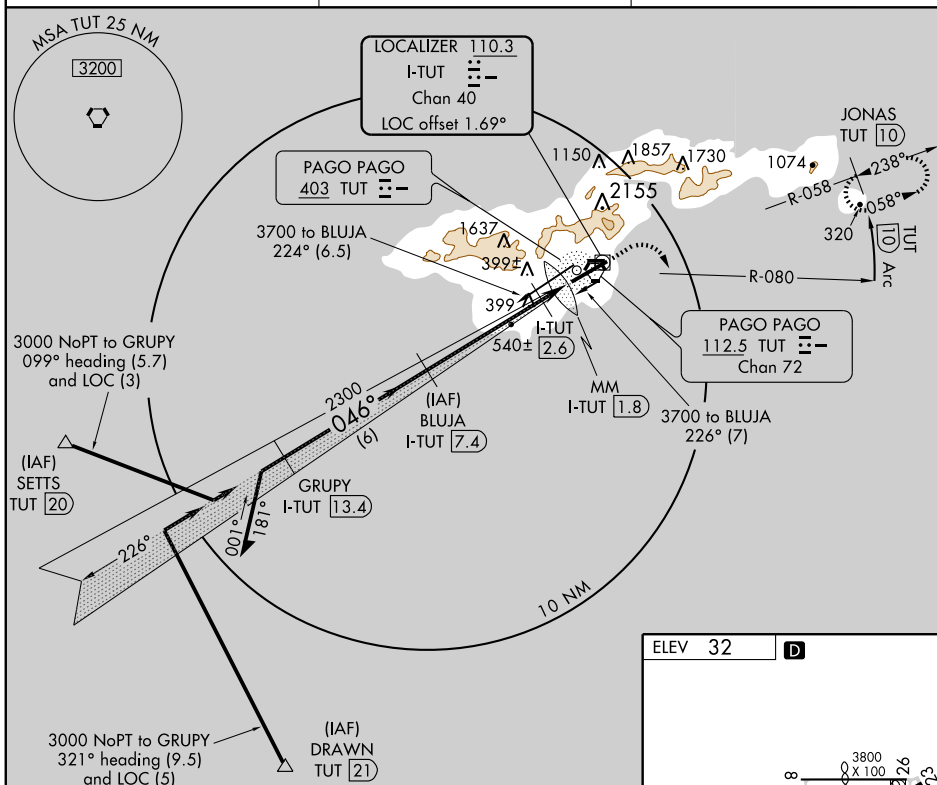 MSA TUT 25 NM
3200
LOCALIZER 110.3
I-TUT
Chan 40
LOC offset 1.69°
PAGO PAGO
403 TUT
3700 to BLUJA
224° (6.5)
1150
1857
1730
2155
1074
JONAS
TUT 10
238°
R-058
058°
320
TUT
10
Arc
R-080
1637
399±
399
540±
I-TUT
2.6
MM
I-TUT 1.8
PAGO PAGO
112.5 TUT
Chan 72
3700 to BLUJA
226° (7)
3000 NoPT to GRUPY
099° heading (5.7)
and LOC (3)
2300
046°
(6)
(IAF)
BLUJA
I-TUT 7.4
(IAF)
SETTS
TUT 20
GRUPY
I-TUT 13.4
001°
181°
226°
10 NM
3000 NoPT to GRUPY
321° heading (9.5)
and LOC (5)
(IAF)
DRAWN
TUT 21
ELEV 32
D
8
3800
X 100
26
23